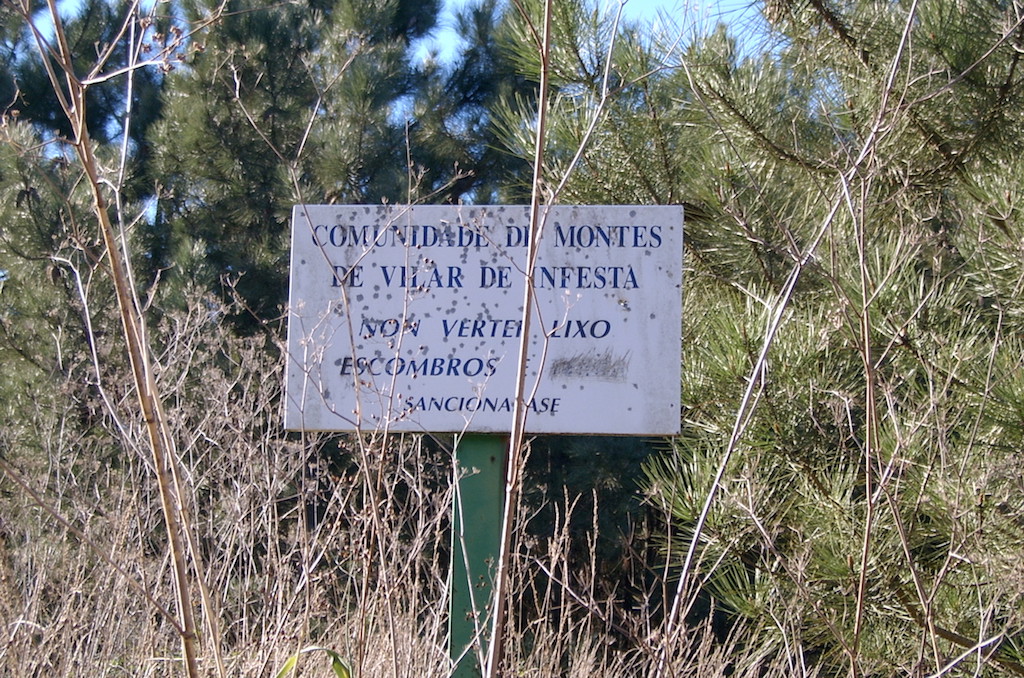 COMUNIDADE DE MONTES
DE VILAR DE INFESTA
NON VERTER LIXO
ESCOMBROS
SANCIONARASE